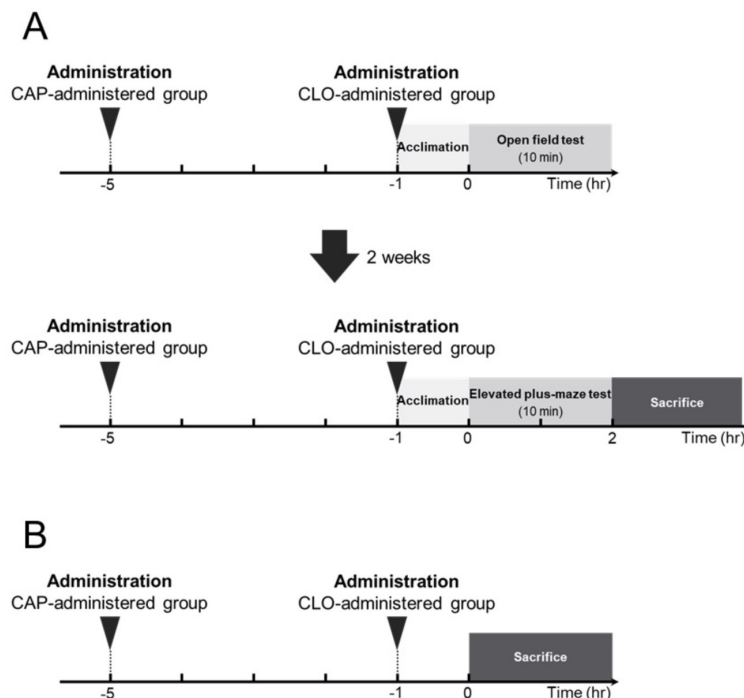 A
Administration
CAP-administered group
Administration
CLO-administered group
Acclimation
Open field test
(10 min)
-5
-1
0
Time (hr)
2 weeks
Administration
CAP-administered group
Administration
CLO-administered group
Acclimation
Elevated plus-maze test
(10 min)
Sacrifice
-5
-1
0
2
Time (hr)
B
Administration
CAP-administered group
Administration
CLO-administered group
Sacrifice
-5
-1
0
Time (hr)